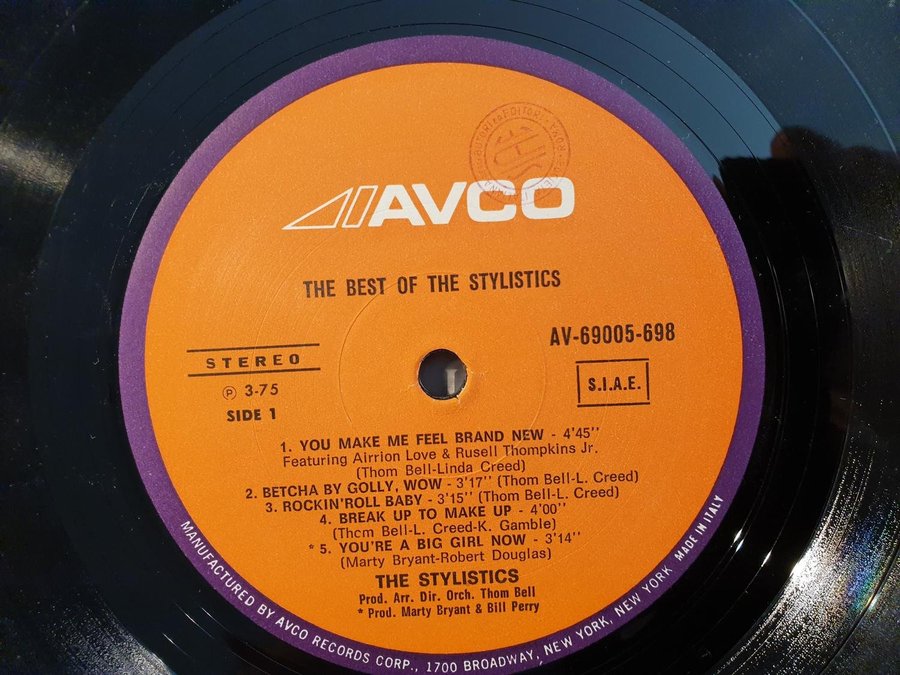 AVCO
THE BEST OF THE STYLISTICS
STEREO
Ⓟ 3-75
SIDE 1
AV-69005-698
S.I.A.E.
1. YOU MAKE ME FEEL BRAND NEW - 4'45''
Featuring Airrion Love & Rusell Thompkins Jr.
(Thom Bell-Linda Creed)
2. BETCHA BY GOLLY, WOW - 3'17'' (Thom Bell-L. Creed)
3. ROCKIN'ROLL BABY - 3'15'' (Thom Bell-L. Creed)
4. BREAK UP TO MAKE UP - 4'00''
(Thom Bell-L. Creed-K. Gamble)
* 5. YOU'RE A BIG GIRL NOW - 3'14''
(Marty Bryant-Robert Douglas)
THE STYLISTICS
Prod. Arr. Dir. Orch. Thom Bell
* Prod. Marty Bryant & Bill Perry
MANUFACTURED BY AVCO RECORDS CORP., 1700 BROADWAY, NEW YORK, NEW YORK MADE IN ITALY